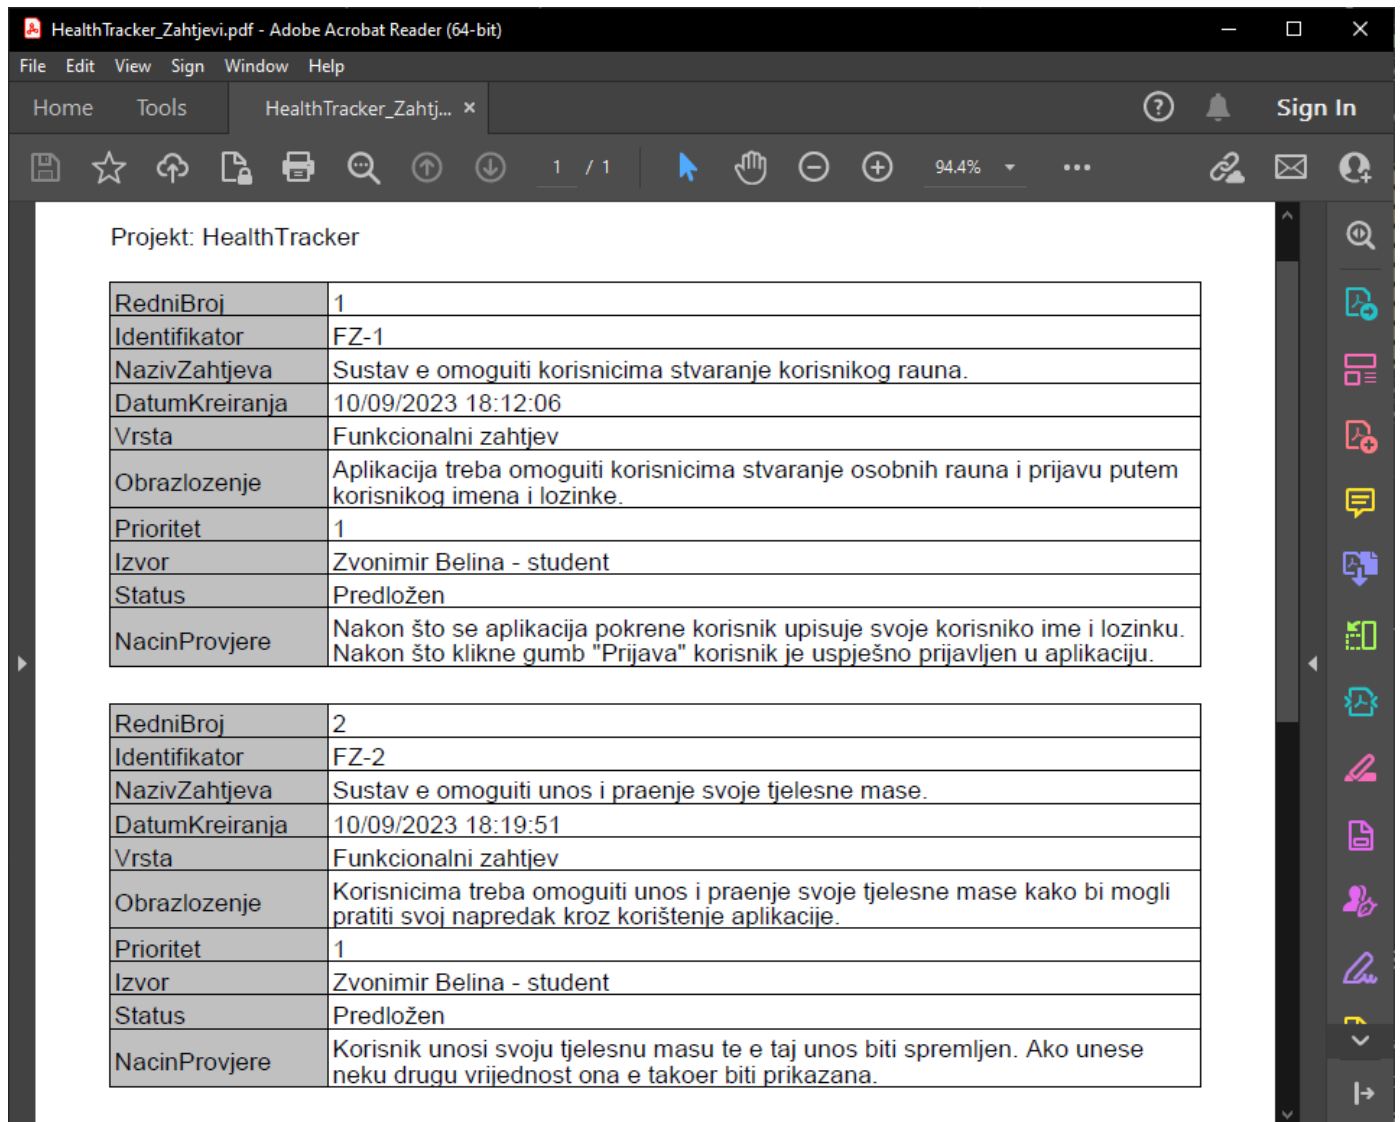 HealthTracker_Zahtjevi.pdf - Adobe Acrobat Reader (64-bit)
File Edit View Sign Window Help
Home Tools HealthTracker_Zahtj... × Sign In
1 / 1 94.4%
Projekt: HealthTracker
RedniBroj 1
Identifikator FZ-1
NazivZahtjeva Sustav e omoguiti korisnicima stvaranje korisnikog rauna.
DatumKreiranja 10/09/2023 18:12:06
Vrsta Funkcionalni zahtjev
Obrazlozenje Aplikacija treba omoguiti korisnicima stvaranje osobnih rauna i prijavu putem
korisnikog imena i lozinke.
Prioritet 1
Izvor Zvonimir Belina - student
Status Predložen
NacinProvjere Nakon što se aplikacija pokrene korisnik upisuje svoje korisniko ime i lozinku.
Nakon što klikne gumb "Prijava" korisnik je uspješno prijavljen u aplikaciju.
RedniBroj 2
Identifikator FZ-2
NazivZahtjeva Sustav e omoguiti unos i praenje svoje tjelesne mase.
DatumKreiranja 10/09/2023 18:19:51
Vrsta Funkcionalni zahtjev
Obrazlozenje Korisnicima treba omoguiti unos i praenje svoje tjelesne mase kako bi mogli
pratiti svoj napredak kroz korištenje aplikacije.
Prioritet 1
Izvor Zvonimir Belina - student
Status Predložen
NacinProvjere Korisnik unosi svoju tjelesnu masu te e taj unos biti spremljen. Ako unese
neku drugu vrijednost ona e takoer biti prikazana.